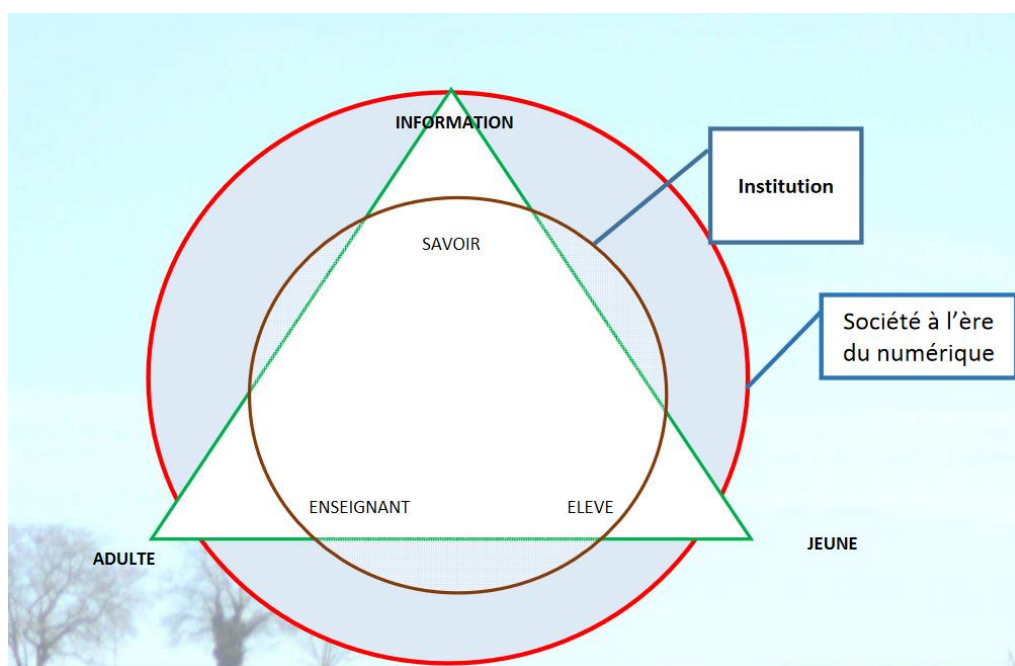 INFORMATION
Institution
SAVOIR
Société à l’ère
du numérique
ENSEIGNANT
ELEVE
ADULTE
JEUNE